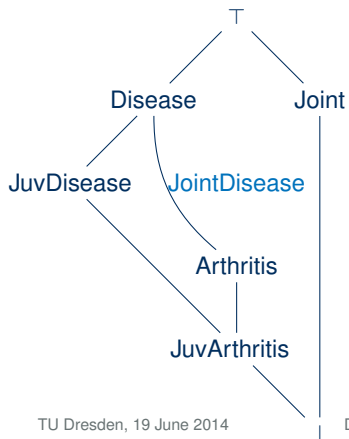 ⊤
Disease Joint
JuvDisease JointDisease
Arthritis
JuvArthritis
TU Dresden, 19 June 2014